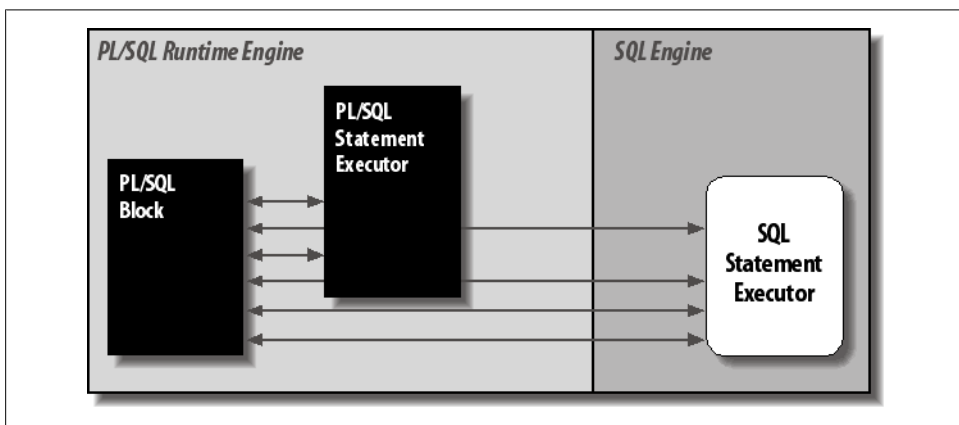 PL/SQL Runtime Engine
SQL Engine
PL/SQL
Statement
Executor
PL/SQL
Block
SQL
Statement
Executor